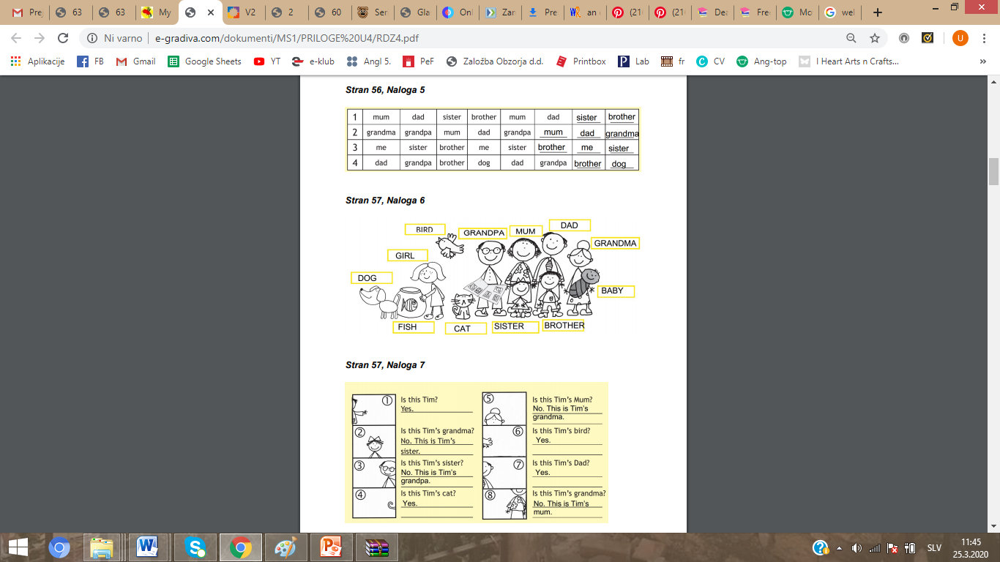 Pre
63
63
My
V2
2
60
Ser
Gla
Onl
Zar
Pre
an
(21
(21
Dea
Fre
Mo
wel
Ni varno
e-gradiva.com/dokumenti/MS1/PRILOGE%20U4/RDZ4.pdf
U
Aplikacije FB Gmail Google Sheets YT e-klub Angl 5. PeF Založba Obzorja d.d. Printbox Lab fr CV Ang-top I Heart Arts n Crafts... »
Stran 56, Naloga 5
1 mum dad sister brother mum dad sister brother
2 grandma grandpa mum dad grandpa mum dad grandma
3 me sister brother me sister brother me sister
4 dad grandpa brother dog dad grandpa brother dog
Stran 57, Naloga 6
BIRD
GRANDPA
MUM
DAD
GRANDMA
GIRL
DOG
BABY
FISH
CAT
SISTER
BROTHER
Stran 57, Naloga 7
1 Is this Tim?
Yes.
2 Is this Tim's grandma?
No. This is Tim's
sister.
3 Is this Tim's sister?
No. This is Tim's
grandpa.
4 Is this Tim's cat?
Yes.
5 Is this Tim's Mum?
No. This is Tim's
grandma.
6 Is this Tim's bird?
Yes.
7 Is this Tim's Dad?
Yes.
8 Is this Tim's grandma?
No. This is Tim's
mum.
SLV
11:45
25.3.2020